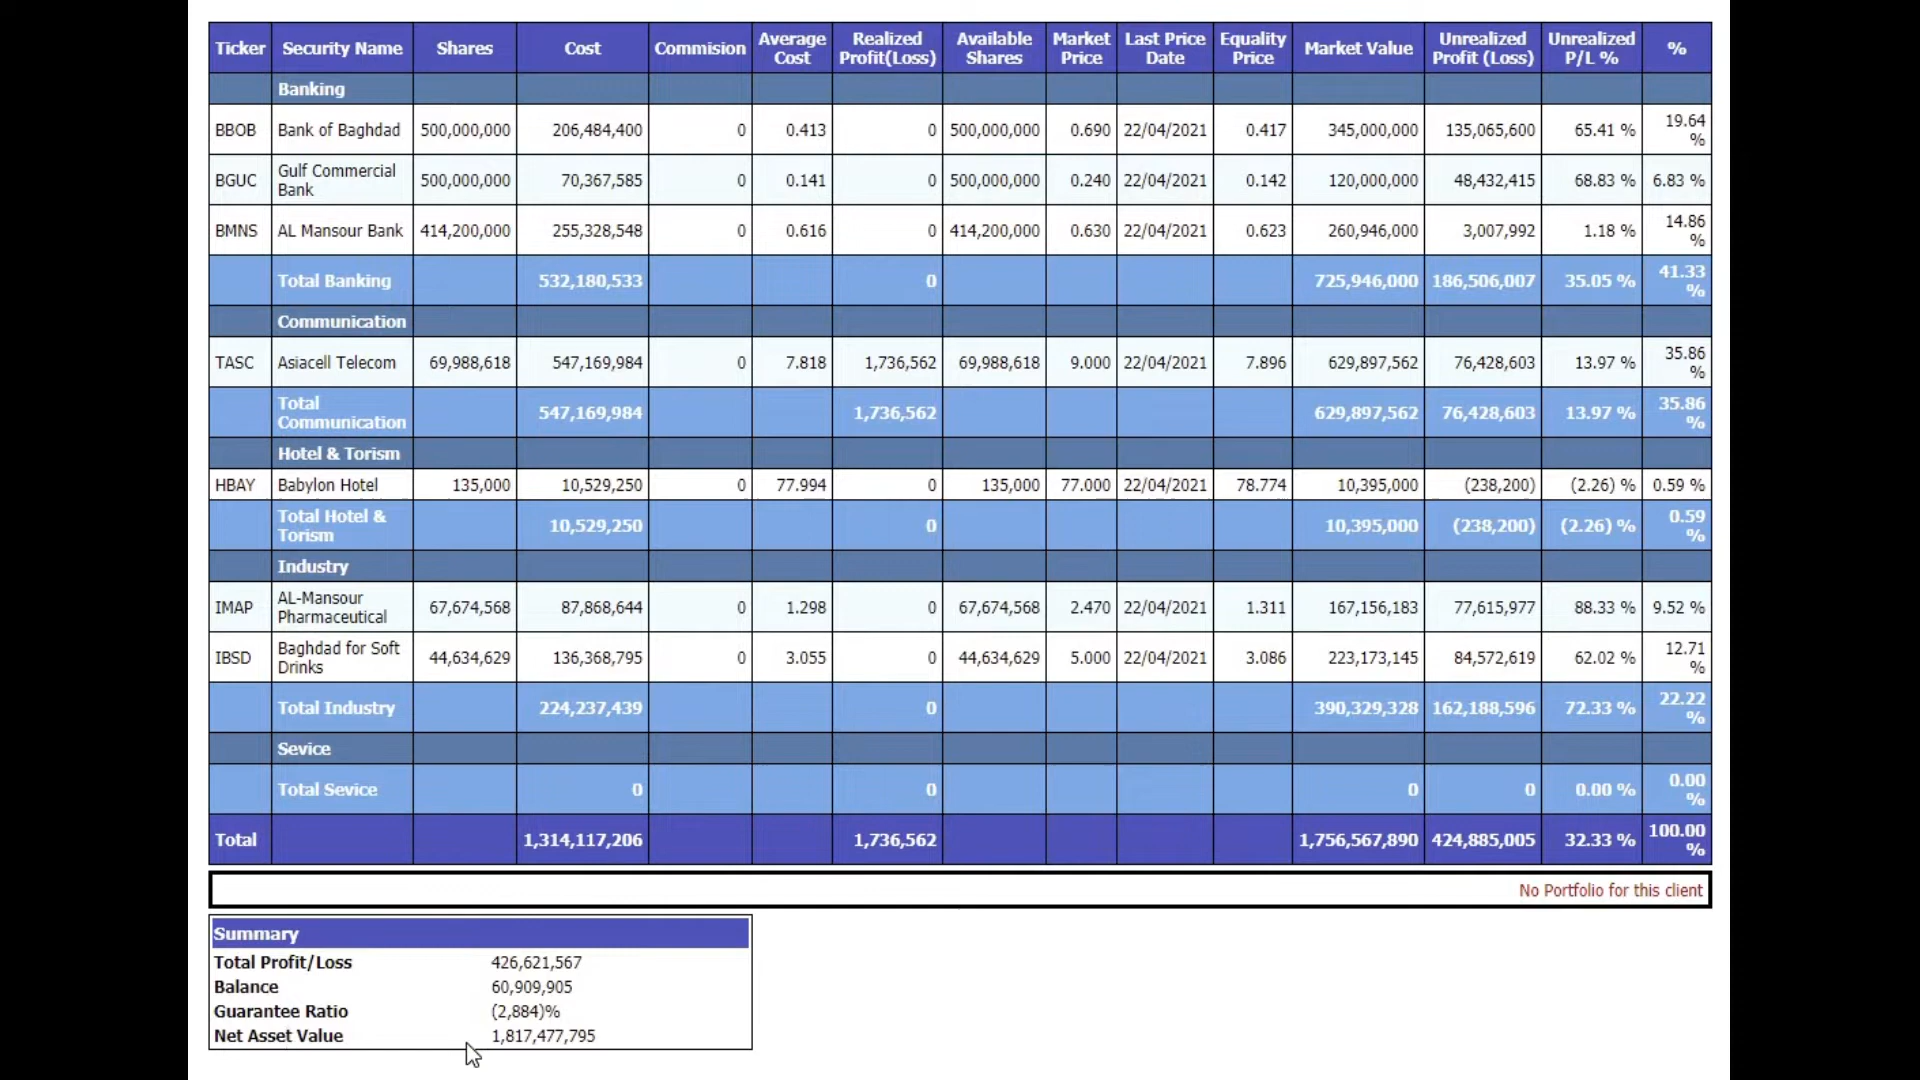 Ticker Security Name Shares Cost Commision Average Cost Realized Profit(Loss) Available Shares Market Price Last Price Date Equality Price Market Value Unrealized Profit (Loss) Unrealized P/L % %
Banking
BBOB Bank of Baghdad 500,000,000 206,484,400 0 0.413 0 500,000,000 0.690 22/04/2021 0.417 345,000,000 135,065,600 65.41 % 19.64 %
BGUC Gulf Commercial Bank 500,000,000 70,367,585 0 0.141 0 500,000,000 0.240 22/04/2021 0.142 120,000,000 48,432,415 68.83 % 6.83 %
BMNS AL Mansour Bank 414,200,000 255,328,548 0 0.616 0 414,200,000 0.630 22/04/2021 0.623 260,946,000 3,007,992 1.18 % 14.86 %
Total Banking 532,180,533 0 725,946,000 186,506,007 35.05 % 41.33 %
Communication
TASC Asiacell Telecom 69,988,618 547,169,984 0 7.818 1,736,562 69,988,618 9.000 22/04/2021 7.896 629,897,562 76,428,603 13.97 % 35.86 %
Total Communication 547,169,984 1,736,562 629,897,562 76,428,603 13.97 % 35.86 %
Hotel & Torism
HBAY Babylon Hotel 135,000 10,529,250 0 77.994 0 135,000 77.000 22/04/2021 78.774 10,395,000 (238,200) (2.26) % 0.59 %
Total Hotel & Torism 10,529,250 0 10,395,000 (238,200) (2.26) % 0.59 %
Industry
IMAP AL-Mansour Pharmaceutical 67,674,568 87,868,644 0 1.298 0 67,674,568 2.470 22/04/2021 1.311 167,156,183 77,615,977 88.33 % 9.52 %
IBSD Baghdad for Soft Drinks 44,634,629 136,368,795 0 3.055 0 44,634,629 5.000 22/04/2021 3.086 223,173,145 84,572,619 62.02 % 12.71 %
Total Industry 224,237,439 0 390,329,328 162,188,596 72.33 % 22.22 %
Sevice
Total Sevice 0 0 0 0 0.00 % 0.00 %
Total 1,314,117,206 1,736,562 1,756,567,890 424,885,005 32.33 % 100.00 %
No Portfolio for this client
Summary
Total Profit/Loss 426,621,567
Balance 60,909,905
Guarantee Ratio (2,884)%
Net Asset Value 1,817,477,795